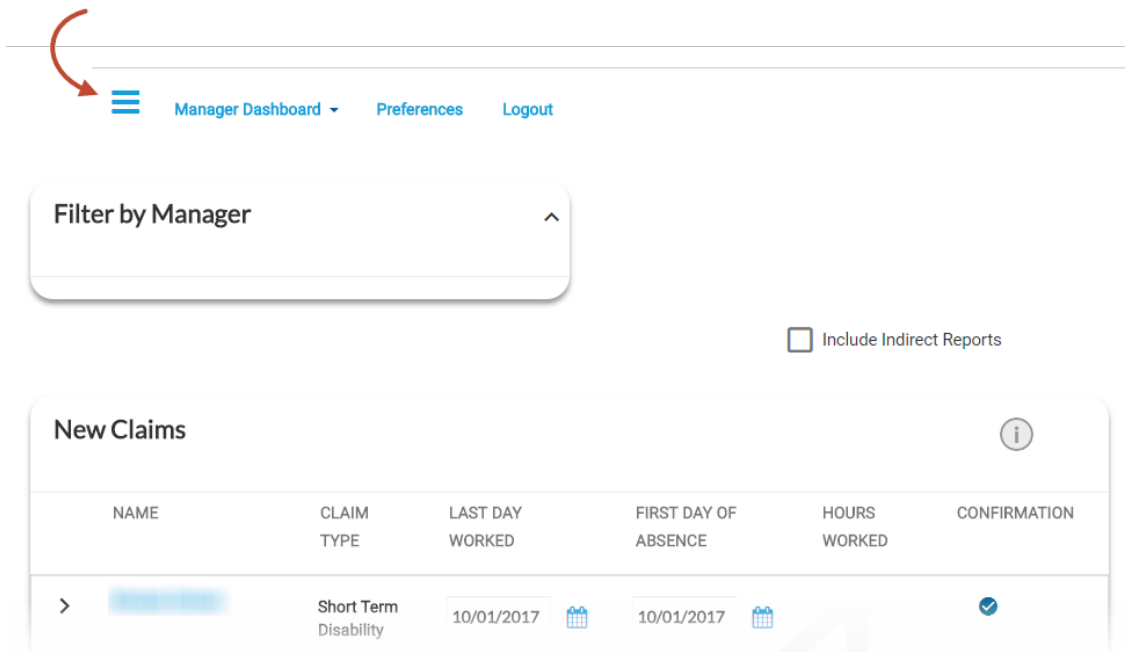 Manager Dashboard Preferences Logout
Filter by Manager
Include Indirect Reports
New Claims
i
NAME CLAIM TYPE LAST DAY WORKED FIRST DAY OF ABSENCE HOURS WORKED CONFIRMATION
Short Term Disability 10/01/2017 10/01/2017